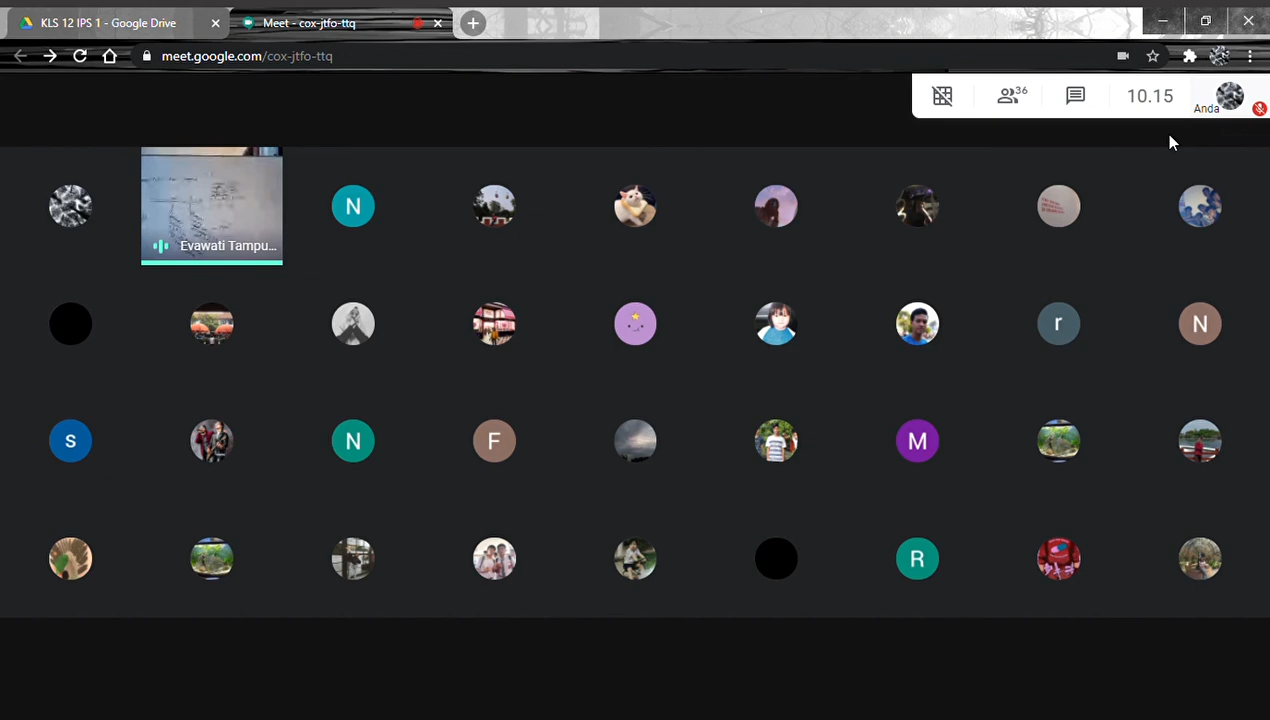 KLS 12 IPS 1 - Google Drive
Meet - cox-jtfo-ttq
meet.google.com/cox-jtfo-ttq
36
10.15
Anda
N
Evawati Tampu...
r
N
s
N
F
M
R